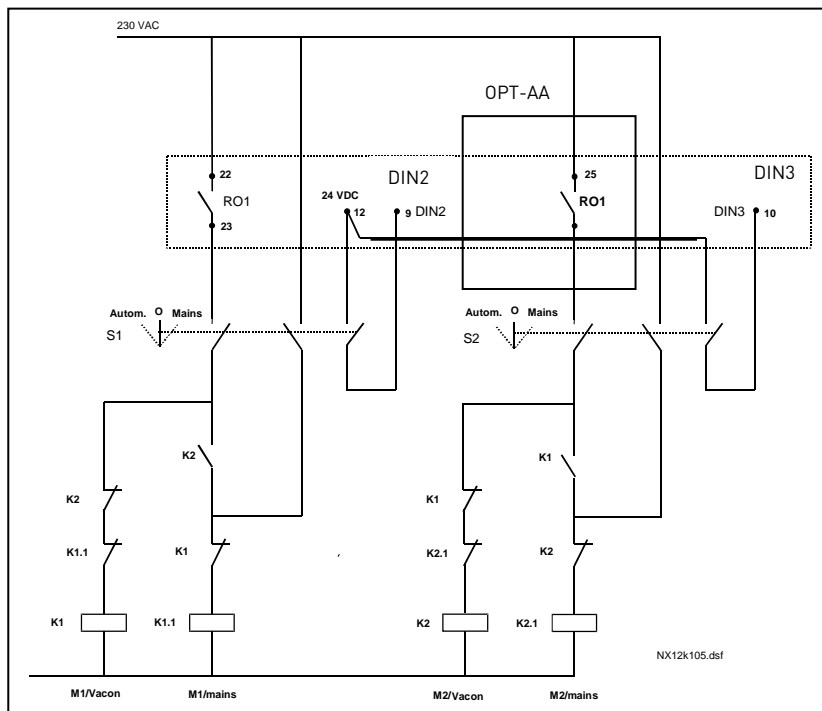 230 VAC
OPT-AA
22
25
DIN2
DIN3
24 VDC
RO1
12
9 DIN2
RO1
DIN3 10
23
Autom. O Mains
Autom. O Mains
S1
S2
K2
K1
K2
K1
K1.1
K1
K2.1
K2
K1
K1.1
K2
K2.1
NX12k105.dsf
M1/Vacon
M1/mains
M2/Vacon
M2/mains